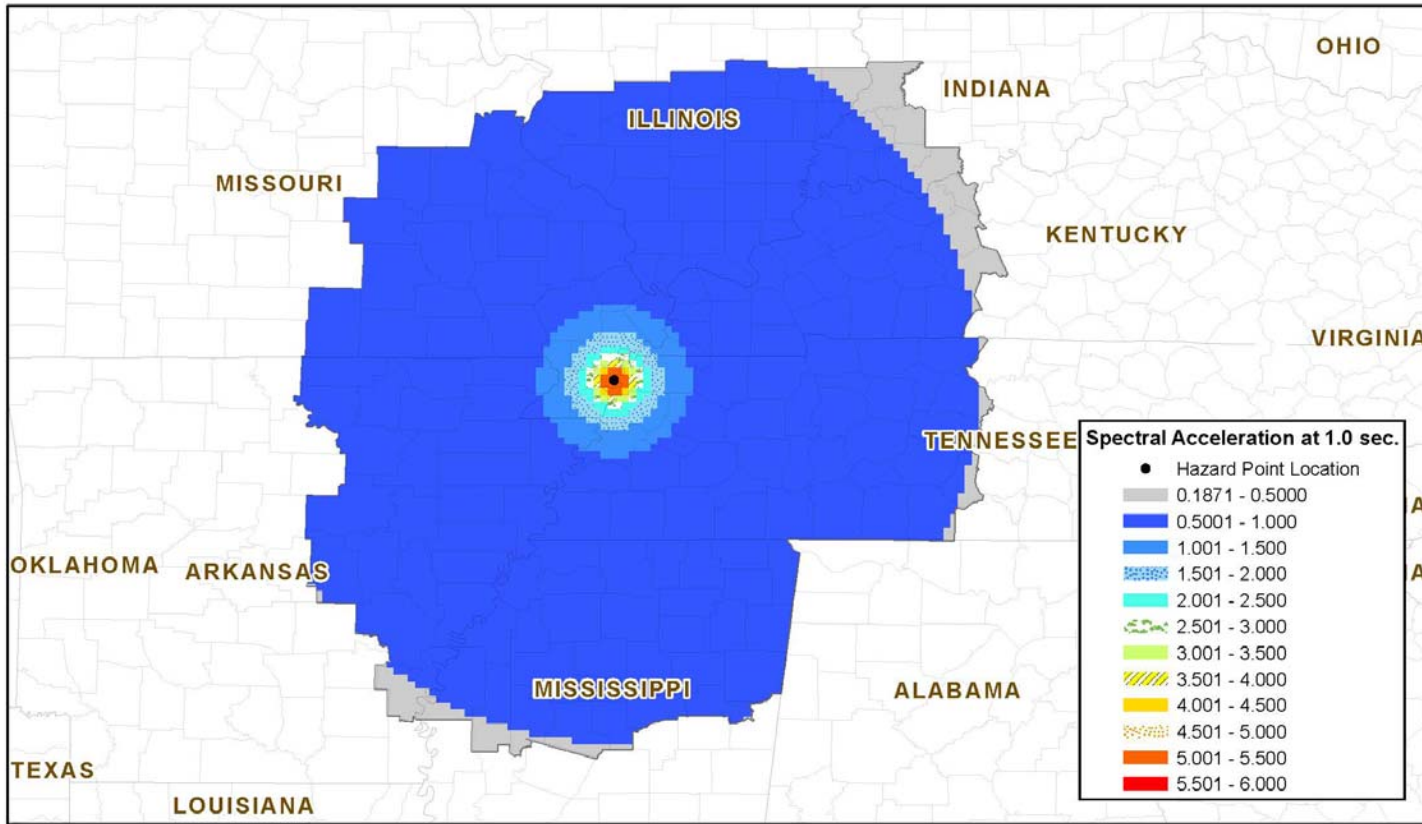 OHIO
INDIANA
ILLINOIS
MISSOURI
KENTUCKY
VIRGINIA
TENNESSEE
OKLAHOMA
ARKANSAS
MISSISSIPPI
ALABAMA
TEXAS
LOUISIANA
A
A
Spectral Acceleration at 1.0 sec.
Hazard Point Location
0.1871 - 0.5000
0.5001 - 1.000
1.001 - 1.500
1.501 - 2.000
2.001 - 2.500
2.501 - 3.000
3.001 - 3.500
3.501 - 4.000
4.001 - 4.500
4.501 - 5.000
5.001 - 5.500
5.501 - 6.000